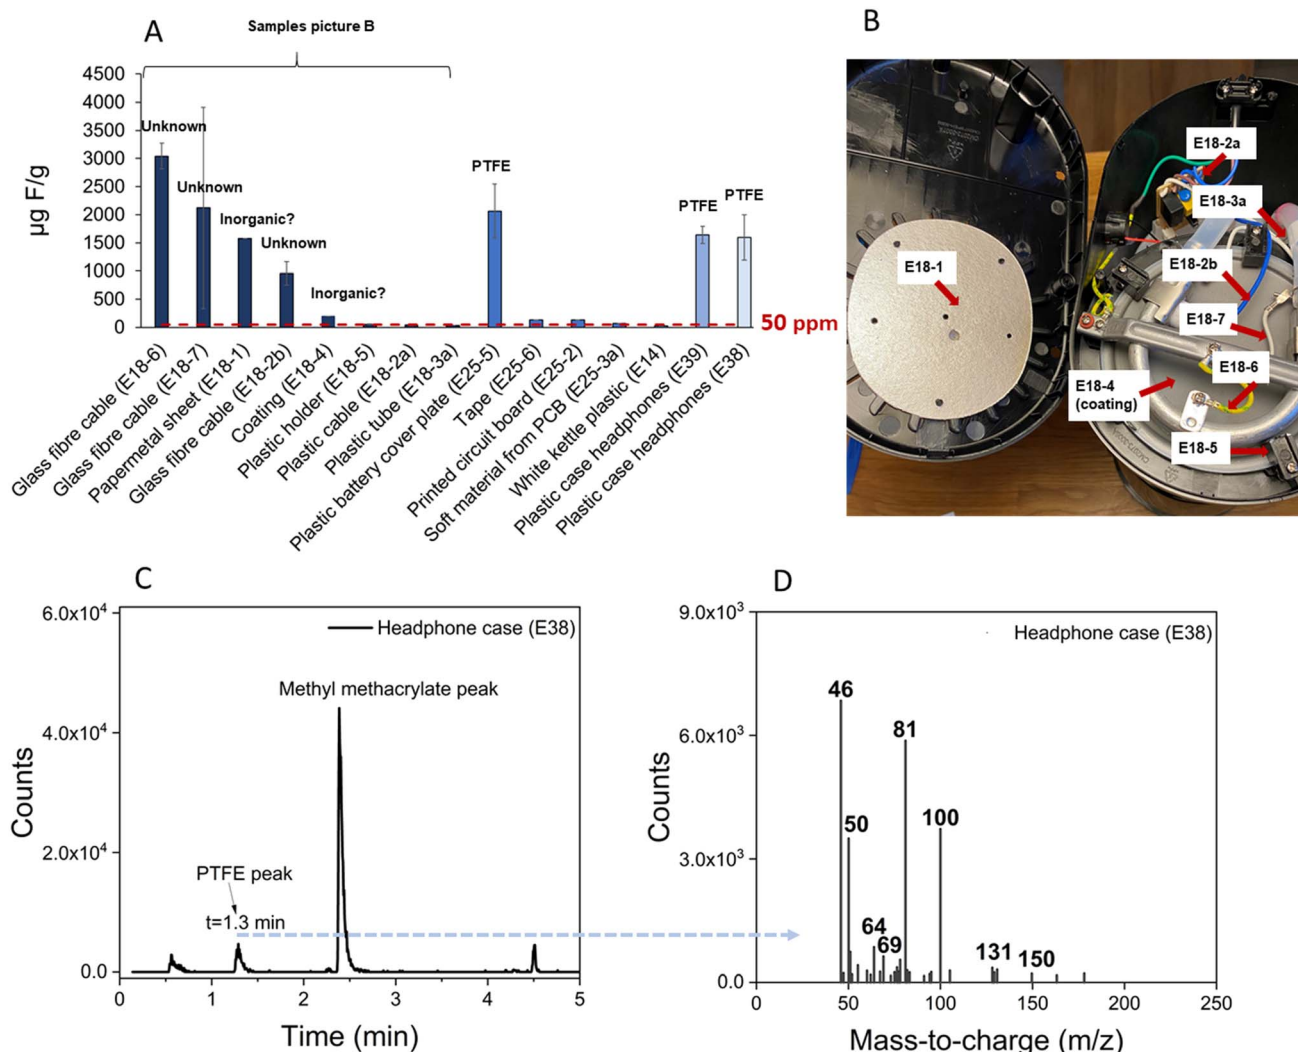 A
Samples picture B
4500
4000
3500
3000
2500
2000
1500
1000
500
0
µg F/g
Unknown
Unknown
Inorganic?
Unknown
Inorganic?
PTFE
PTFE
PTFE
50 ppm
Glass fibre cable (E18-6)
Glass fibre cable (E18-7)
Papermetal sheet (E18-1)
Glass fibre cable (E18-2b)
Coating (E18-4)
Plastic holder (E18-5)
Plastic cable (E18-2a)
Plastic tube (E18-3a)
Plastic battery cover plate (E25-5)
Tape (E25-6)
Printed circuit board (E25-2)
Soft material from PCB (E25-3a)
White kettle plastic (E14)
Plastic case headphones (E39)
Plastic case headphones (E38)
B
E18-2a
E18-3a
E18-1
E18-2b
E18-7
E18-6
E18-4
(coating)
E18-5
C
6.0x10⁴
4.0x10⁴
2.0x10⁴
0.0
Counts
Headphone case (E38)
Methyl methacrylate peak
PTFE peak
t=1.3 min
0 1 2 3 4 5
Time (min)
D
9.0x10³
6.0x10³
3.0x10³
0.0
Counts
Headphone case (E38)
46
81
50
100
64
69
131
150
0 50 100 150 200 250
Mass-to-charge (m/z)